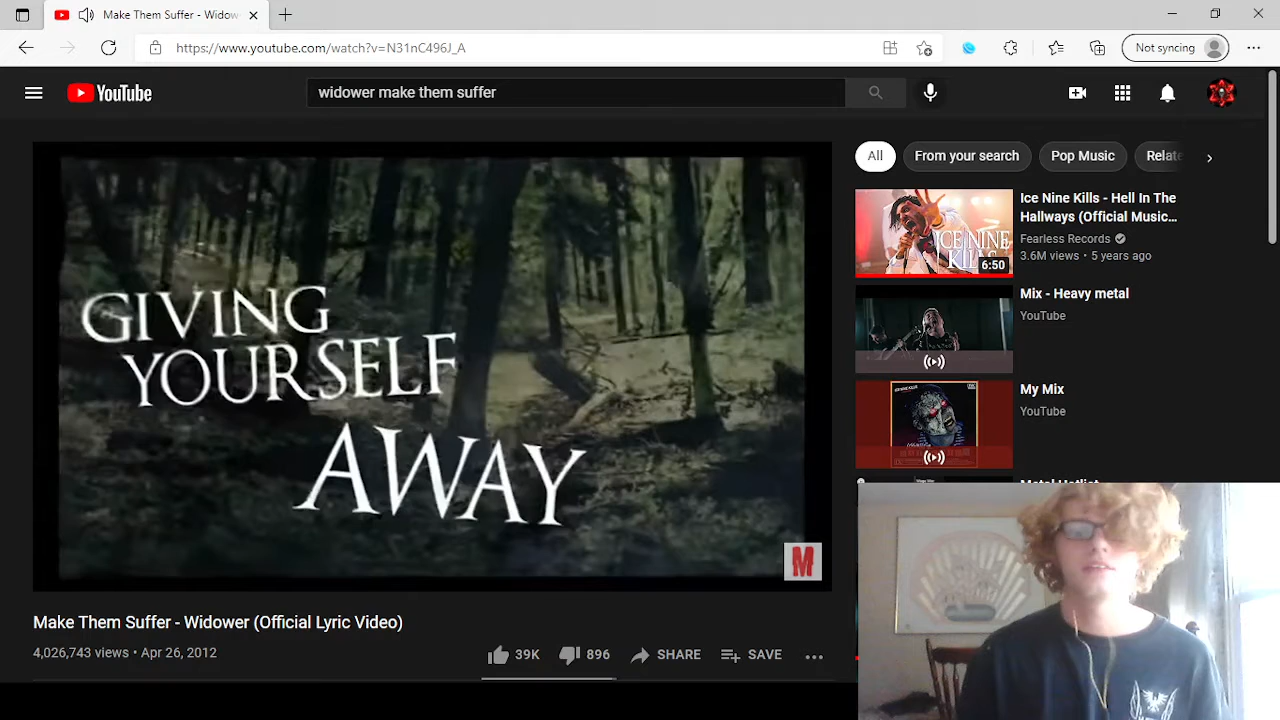 Make Them Suffer - Widow
https://www.youtube.com/watch?v=N31nC496J_A
Not syncing
YouTube
widower make them suffer
GIVING
YOURSELF
AWAY
M
Make Them Suffer - Widower (Official Lyric Video)
4,026,743 views • Apr 26, 2012
39K
896
SHARE
SAVE
All
From your search
Pop Music
Relate
ICE NINE
KILLS
6:50
Ice Nine Kills - Hell In The
Hallways (Official Music...
Fearless Records
3.6M views • 5 years ago
Mix - Heavy metal
YouTube
My Mix
YouTube